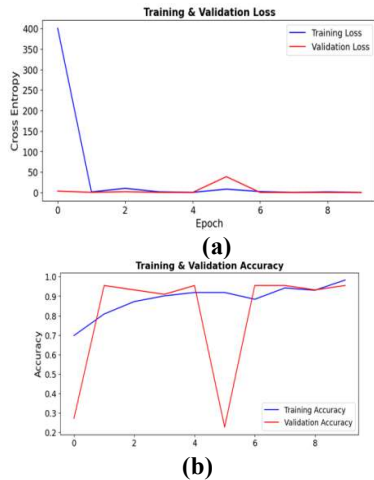 Training & Validation Loss
400
350
300
250
200
150
100
50
0
Cross Entropy
Training Loss
Validation Loss
0 2 4 6 8
Epoch
(a)
Training & Validation Accuracy
1.0
0.9
0.8
0.7
0.6
0.5
0.4
0.3
0.2
Accuracy
Training Accuracy
Validation Accuracy
0 2 4 6 8
(b)